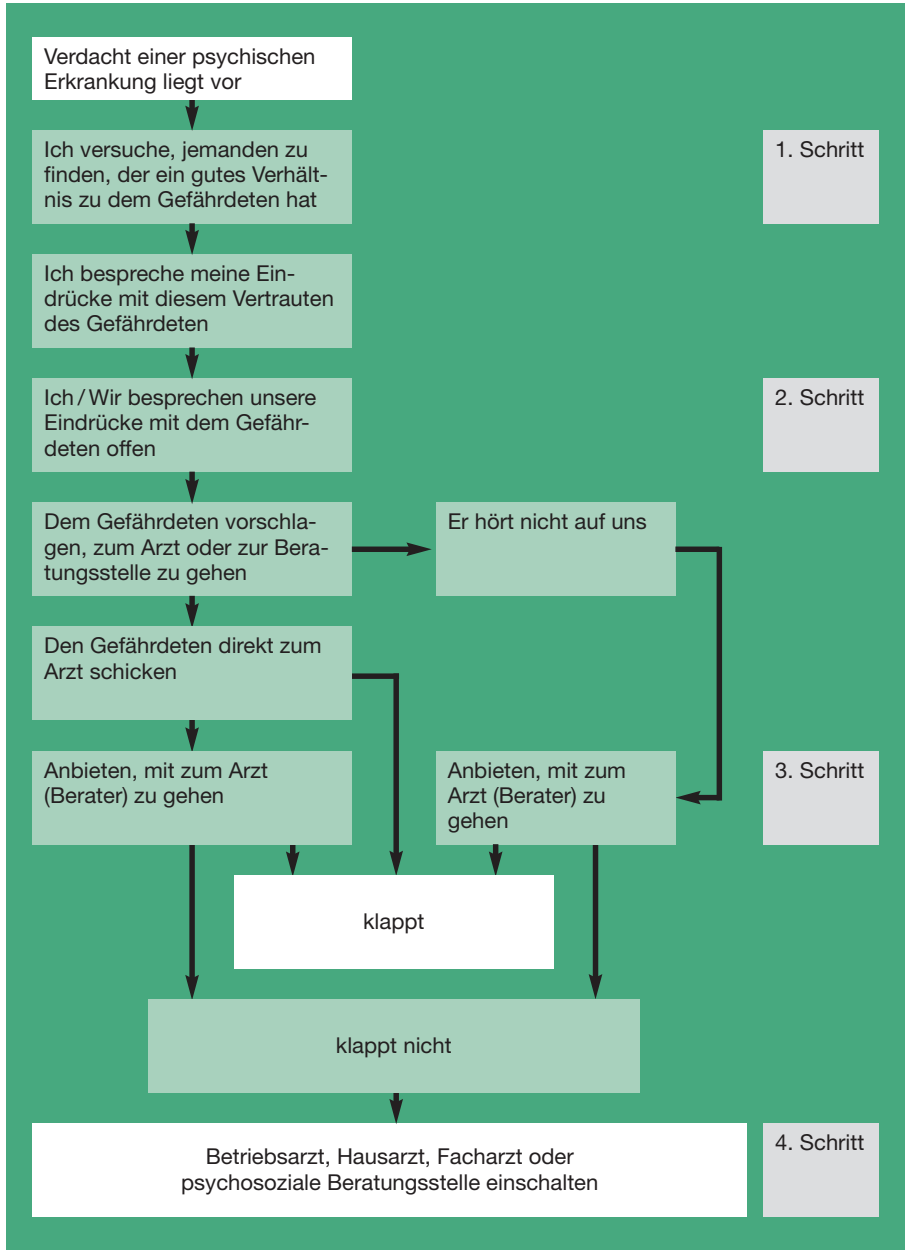 Verdacht einer psychischen
Erkrankung liegt vor
Ich versuche, jemanden zu
finden, der ein gutes Verhält-
nis zu dem Gefährdeten hat
1. Schritt
Ich bespreche meine Ein-
drücke mit diesem Vertrauten
des Gefährdeten
Ich / Wir besprechen unsere
Eindrücke mit dem Gefähr-
deten offen
2. Schritt
Dem Gefährdeten vorschla-
gen, zum Arzt oder zur Bera-
tungsstelle zu gehen
Er hört nicht auf uns
Den Gefährdeten direkt zum
Arzt schicken
Anbieten, mit zum Arzt
(Berater) zu gehen
Anbieten, mit zum
Arzt (Berater) zu
gehen
3. Schritt
klappt
klappt nicht
Betriebsarzt, Hausarzt, Facharzt oder
psychosoziale Beratungsstelle einschalten
4. Schritt